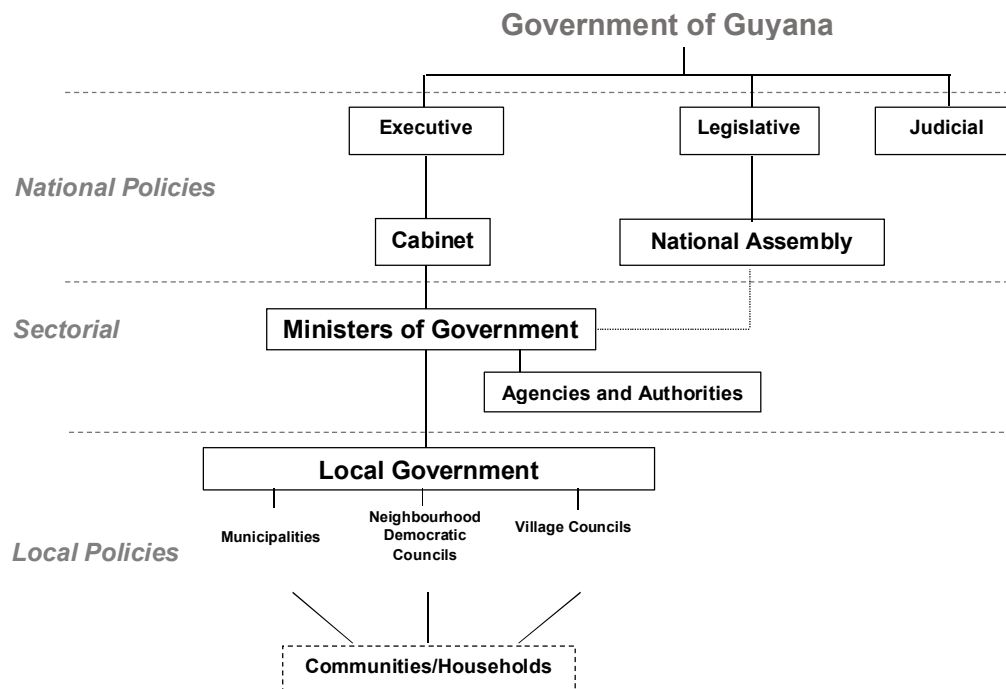 Government of Guyana
Executive
Legislative
Judicial
National Policies
Cabinet
National Assembly
Sectorial
Ministers of Government
Agencies and Authorities
Local Government
Municipalities
Neighbourhood
Democratic
Councils
Village Councils
Local Policies
Communities/Households